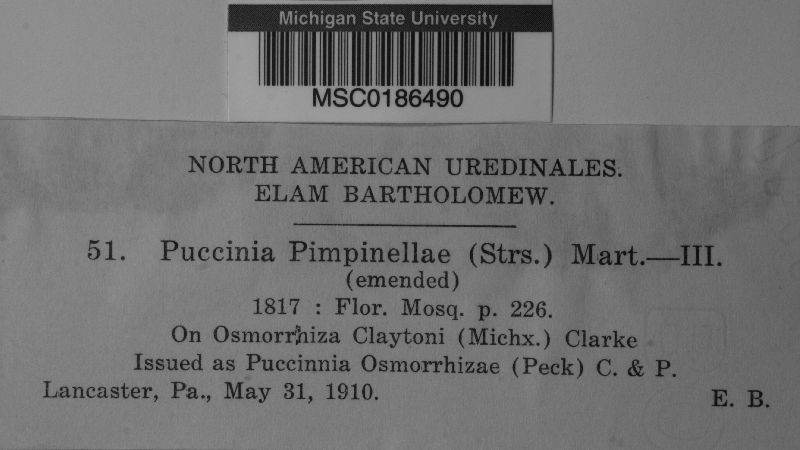 Michigan State University
MSC0186490
NORTH AMERICAN UREDINALES.
ELAM BARTHOLOMEW.
51. Puccinia Pimpinellae (Strs.) Mart.—III.
(emended)
1817 : Flor. Mosq. p. 226.
On Osmorrhiza Claytoni (Michx.) Clarke
Issued as Puccinnia Osmorrhizae (Peck) C. & P.
Lancaster, Pa., May 31, 1910. E. B.